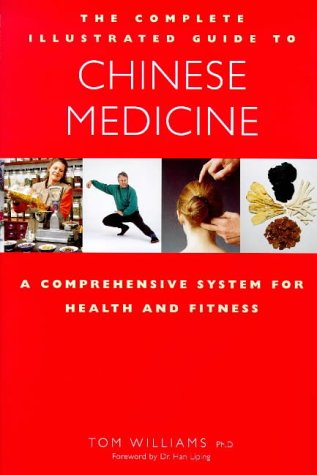 THE COMPLETE
ILLUSTRATED GUIDE TO
CHINESE
MEDICINE
A COMPREHENSIVE SYSTEM FOR
HEALTH AND FITNESS
TOM WILLIAMS Ph.D
Foreword by Dr. Han Liping